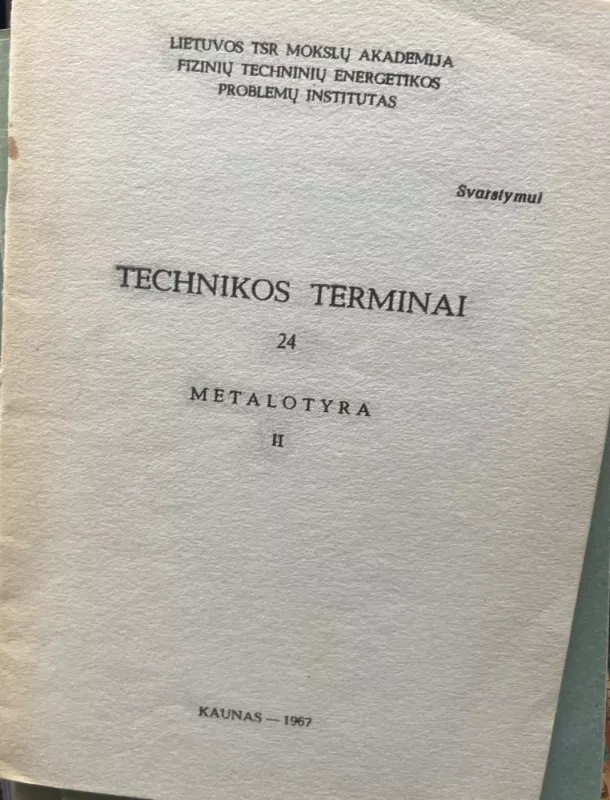 LIETUVOS TSR MOKSLŲ AKADEMIJA
FIZINIŲ TECHNINIŲ ENERGETIKOS
PROBLEMŲ INSTITUTAS
Svarstymui
TECHNIKOS TERMINAI
24
METALOTYRA
II
KAUNAS — 1967